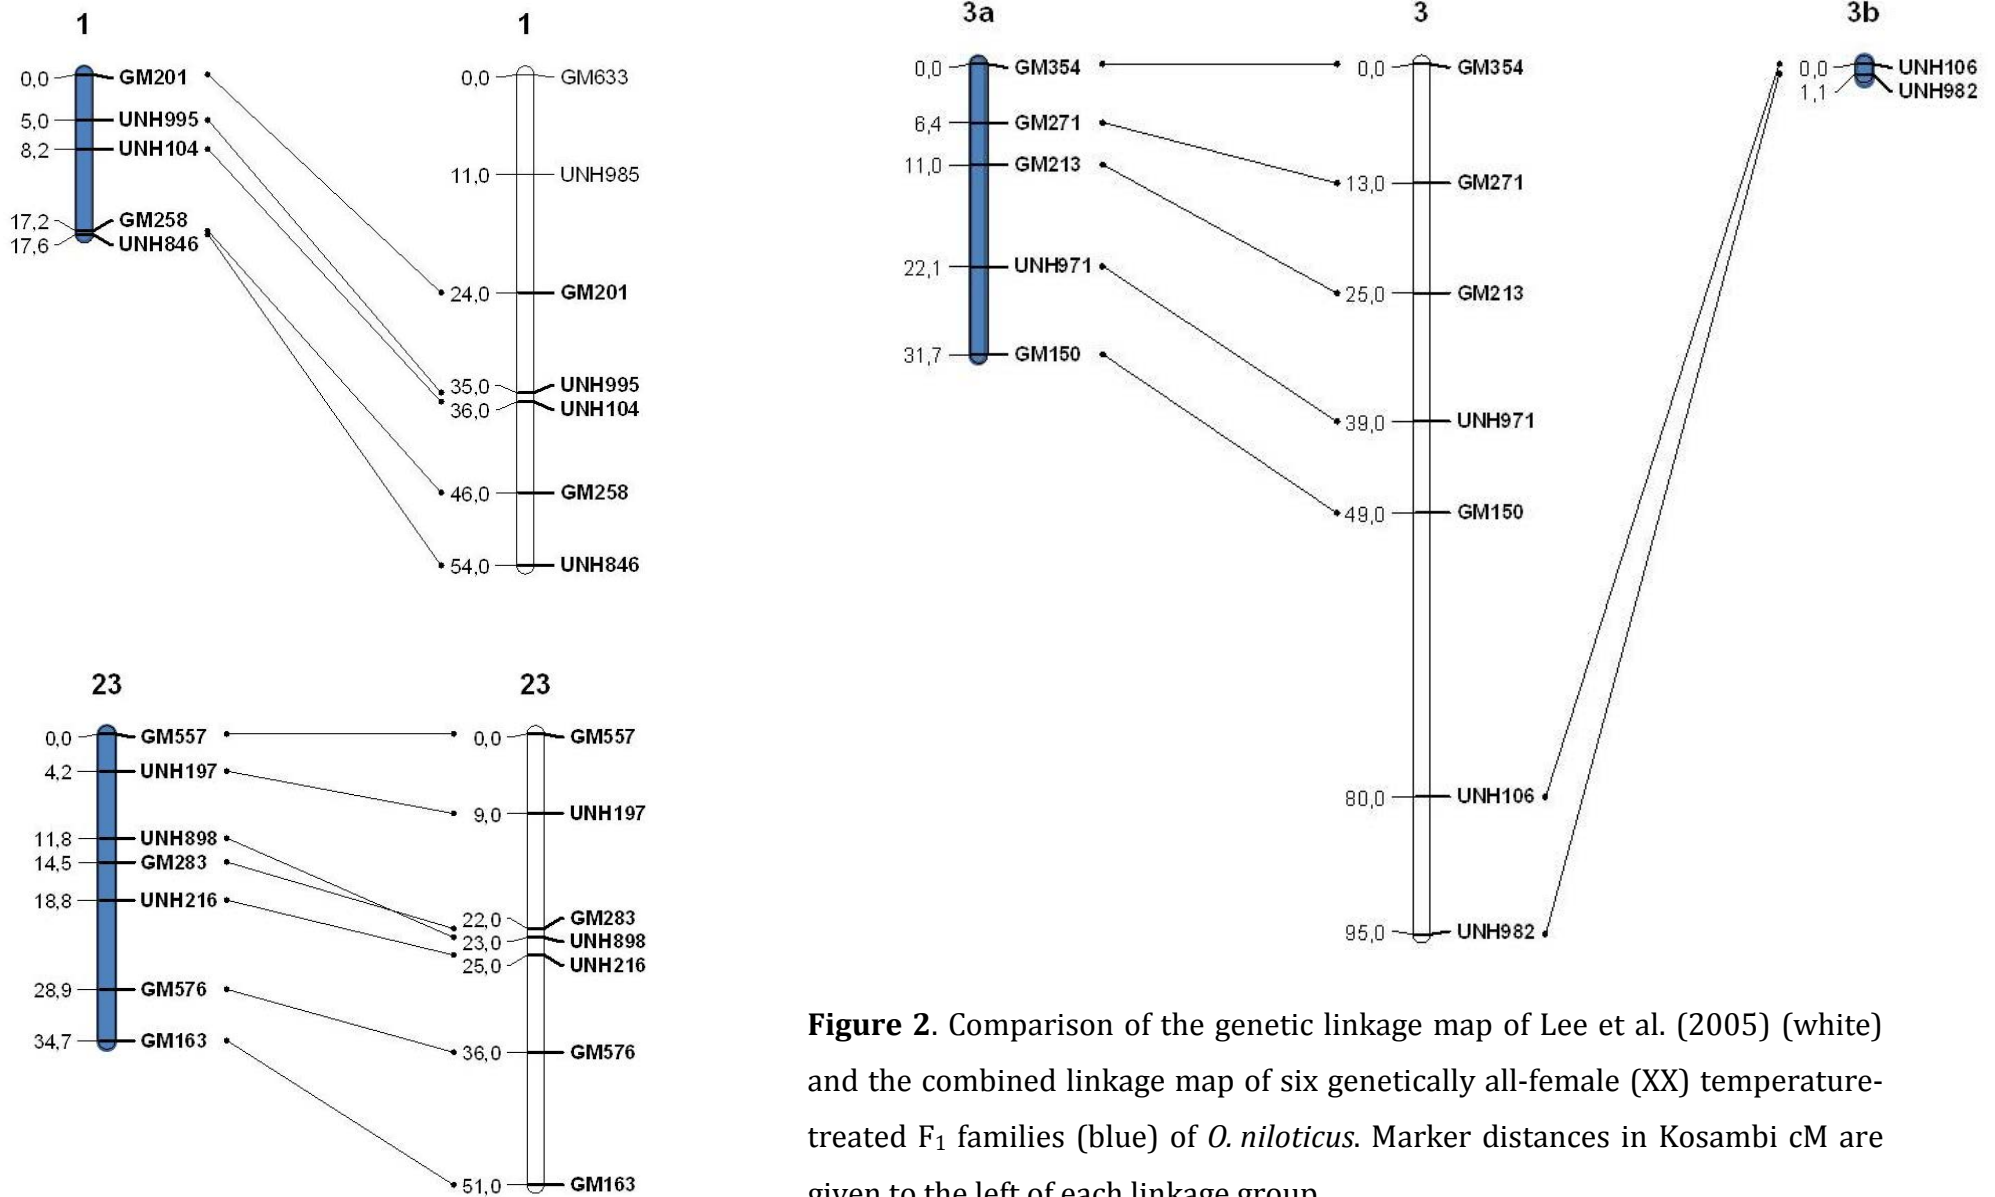 1
0,0 GM201
5,0 UNH995
8,2 UNH104
17,2 GM258
17,6 UNH846
1
0,0 GM633
11,0 UNH985
24,0 GM201
35,0 UNH995
36,0 UNH104
46,0 GM258
54,0 UNH846
3a
0,0 GM354
6,4 GM271
11,0 GM213
22,1 UNH971
31,7 GM150
3
0,0 GM354
13,0 GM271
25,0 GM213
39,0 UNH971
49,0 GM150
80,0 UNH106
95,0 UNH982
3b
0,0 UNH106
1,1 UNH982
23
0,0 GM557
4,2 UNH197
11,8 UNH898
14,5 GM283
18,8 UNH216
28,9 GM576
34,7 GM163
23
0,0 GM557
9,0 UNH197
22,0 GM283
23,0 UNH898
25,0 UNH216
36,0 GM576
51,0 GM163
Figure 2. Comparison of the genetic linkage map of Lee et al. (2005) (white)
and the combined linkage map of six genetically all-female (XX) temperature-
treated F1 families (blue) of O. niloticus. Marker distances in Kosambi cM are
given to the left of each linkage group